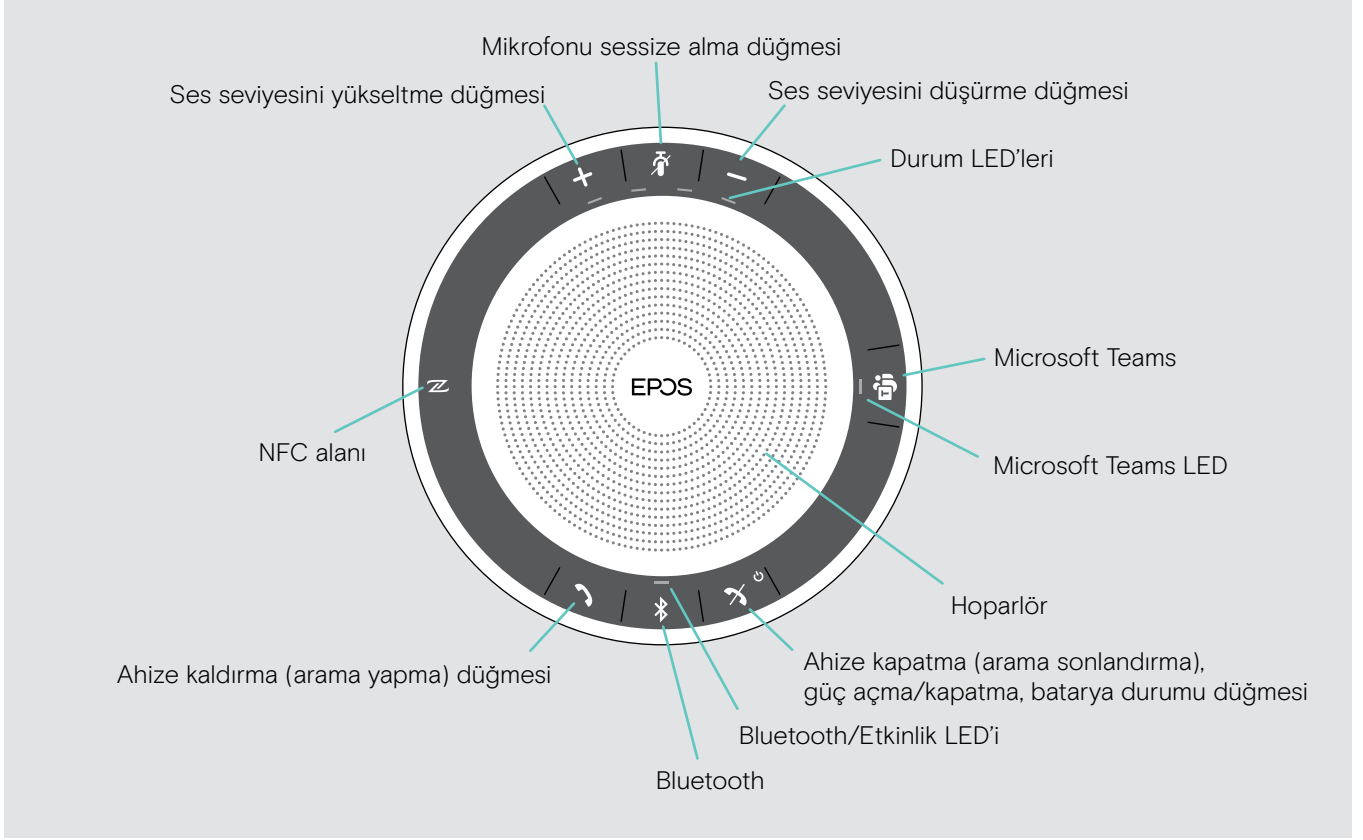 Mikrofonu sessize alma düğmesi
Ses seviyesini yükseltme düğmesi
Ses seviyesini düşürme düğmesi
Durum LED’leri
Microsoft Teams
EPOS
NFC alanı
Microsoft Teams LED
Hoparlör
Ahize kaldırma (arama yapma) düğmesi
Ahize kapatma (arama sonlandırma),
güç açma/kapatma, batarya durumu düğmesi
Bluetooth/Etkinlik LED’i
Bluetooth